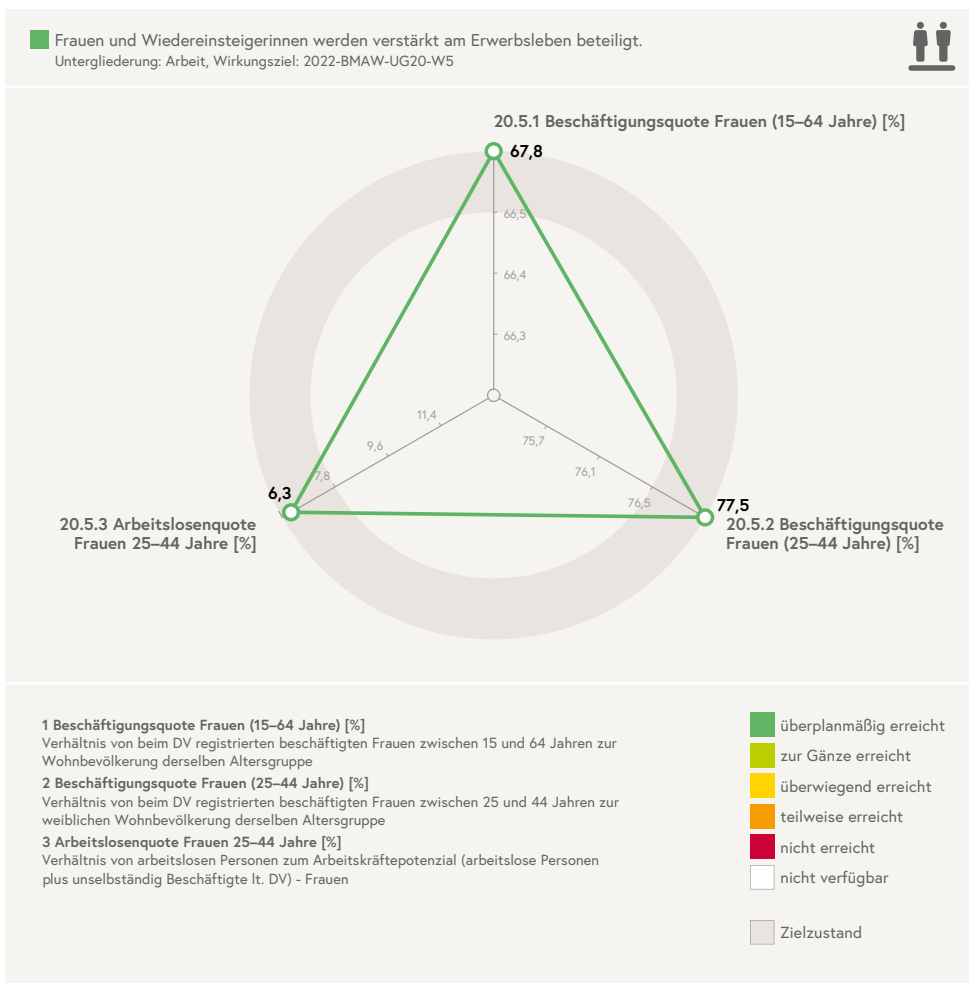 Frauen und Wiedereinsteigerinnen werden verstärkt am Erwerbsleben beteiligt.
Untergliederung: Arbeit, Wirkungsziel: 2022-BMAW-UG20-W5
20.5.1 Beschäftigungsquote Frauen (15–64 Jahre) [%]
67,8
66,5
66,4
66,3
11,4
9,6
7,8
6,3
75,7
76,1
76,5
77,5
20.5.3 Arbeitslosenquote
Frauen 25–44 Jahre [%]
20.5.2 Beschäftigungsquote
Frauen (25–44 Jahre) [%]
1 Beschäftigungsquote Frauen (15–64 Jahre) [%]
Verhältnis von beim DV registrierten beschäftigten Frauen zwischen 15 und 64 Jahren zur
Wohnbevölkerung derselben Altersgruppe
2 Beschäftigungsquote Frauen (25–44 Jahre) [%]
Verhältnis von beim DV registrierten beschäftigten Frauen zwischen 25 und 44 Jahren zur
weiblichen Wohnbevölkerung derselben Altersgruppe
3 Arbeitslosenquote Frauen 25–44 Jahre [%]
Verhältnis von arbeitslosen Personen zum Arbeitskräftepotenzial (arbeitslose Personen
plus unselbständig Beschäftigte lt. DV) - Frauen
überplanmäßig erreicht
zur Gänze erreicht
überwiegend erreicht
teilweise erreicht
nicht erreicht
nicht verfügbar
Zielzustand